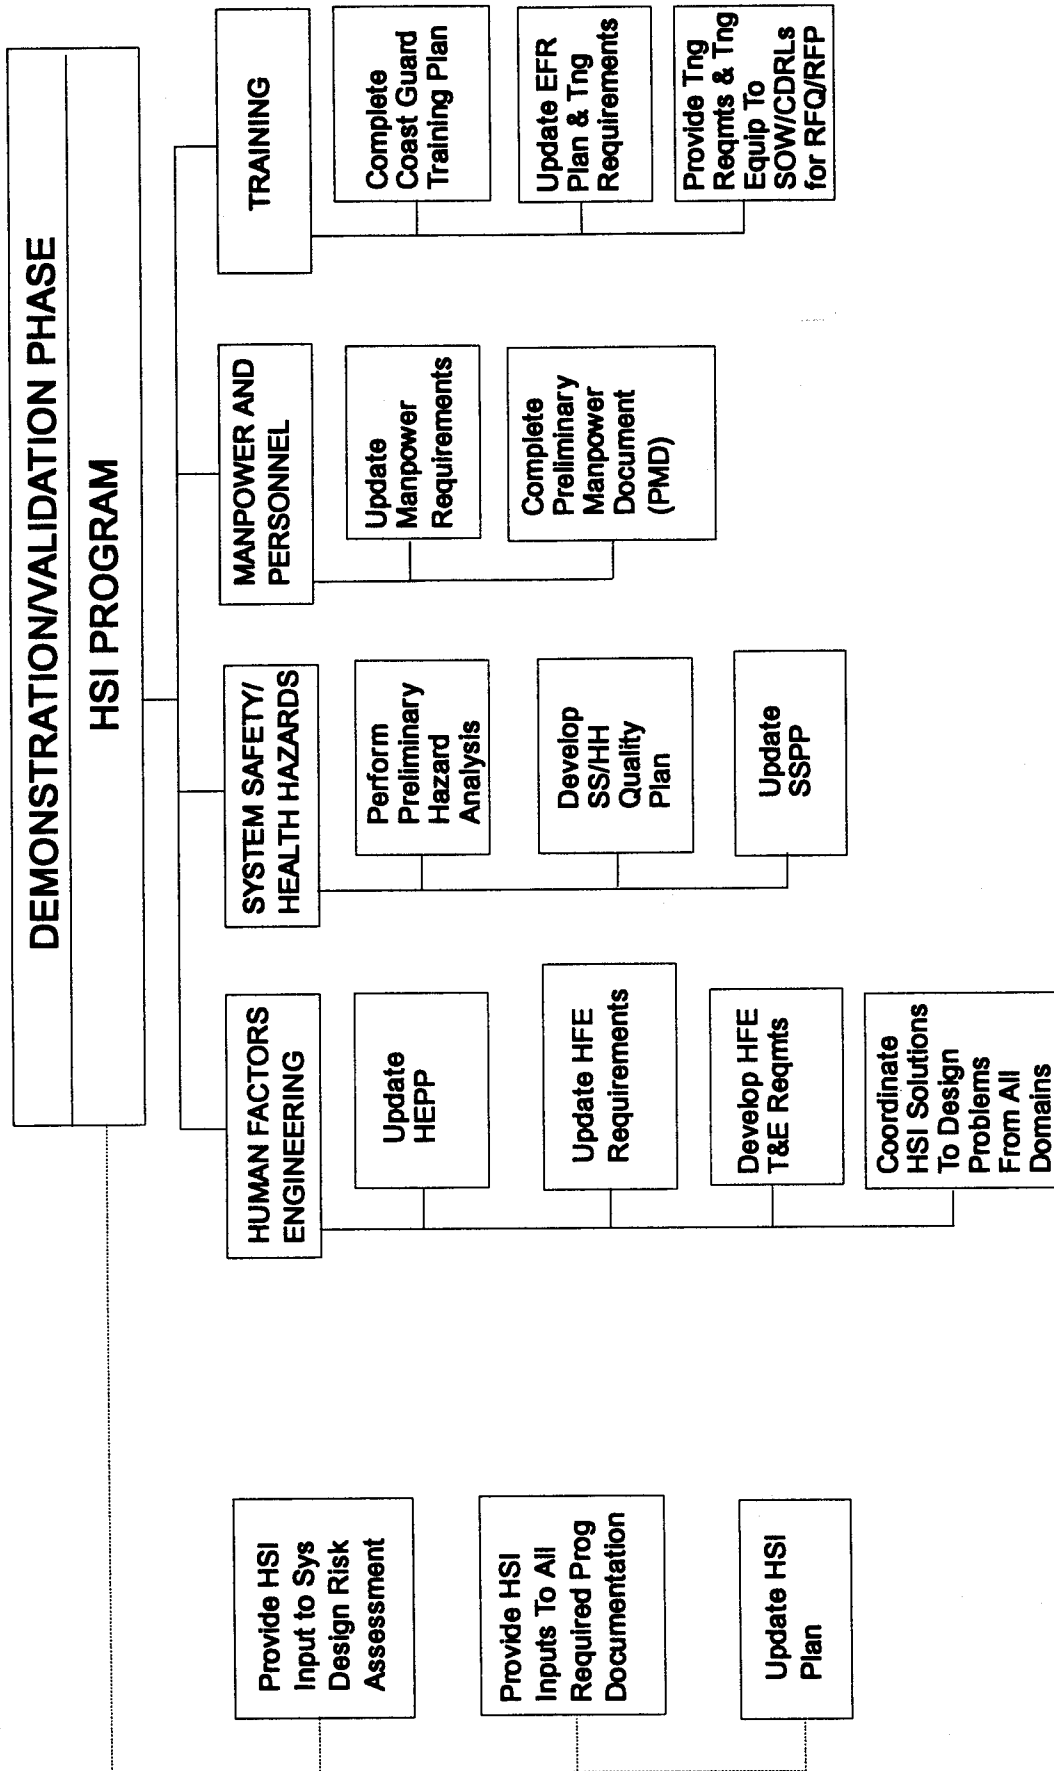 DEMONSTRATION/VALIDATION PHASE
HSI PROGRAM
Provide HSI
Input to Sys
Design Risk
Assessment
Provide HSI
Inputs To All
Required Prog
Documentation
Update HSI
Plan
HUMAN FACTORS
ENGINEERING
Update
HEPP
Update HFE
Requirements
Develop HFE
T&E Reqmts
Coordinate
HSI Solutions
To Design
Problems
From All
Domains
SYSTEM SAFETY/
HEALTH HAZARDS
Perform
Preliminary
Hazard
Analysis
Develop
SS/HH
Quality
Plan
Update
SSPP
MANPOWER AND
PERSONNEL
Update
Manpower
Requirements
Complete
Preliminary
Manpower
Document
(PMD)
TRAINING
Complete
Coast Guard
Training Plan
Update EFR
Plan & Tng
Requirements
Provide Tng
Reqmts & Tng
Equip To
SOW/CDRLs
for RFQ/RFP